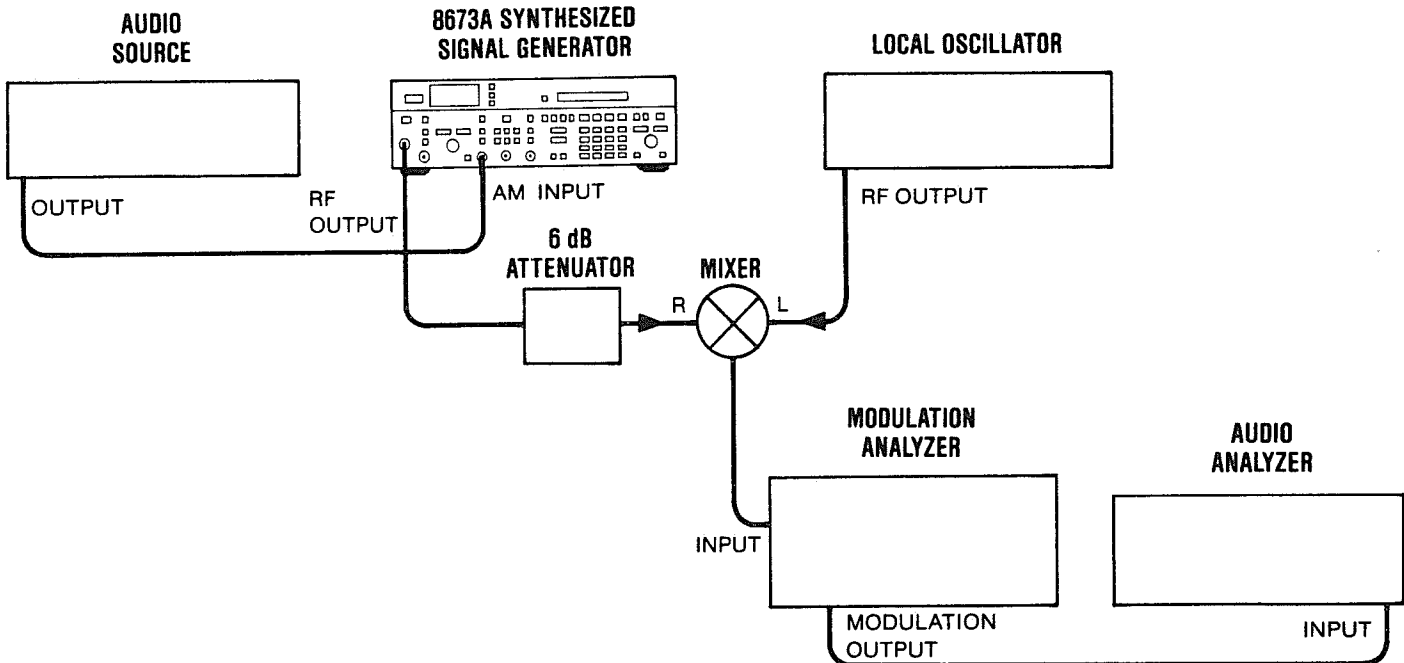 AUDIO
SOURCE
8673A SYNTHESIZED
SIGNAL GENERATOR
LOCAL OSCILLATOR
OUTPUT
RF
OUTPUT
AM INPUT
RF OUTPUT
6 dB
ATTENUATOR
MIXER
R
L
MODULATION
ANALYZER
AUDIO
ANALYZER
INPUT
MODULATION
OUTPUT
INPUT